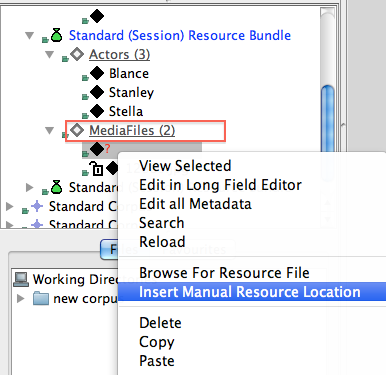 Standard (Session) Resource Bundle
Actors (3)
Blance
Stanley
Stella
MediaFiles (2)
?
View Selected
Edit in Long Field Editor
Edit all Metadata
Search
Reload
Browse For Resource File
Insert Manual Resource Location
Delete
Copy
Paste
Standard
Standard
Working Direc
new corpu